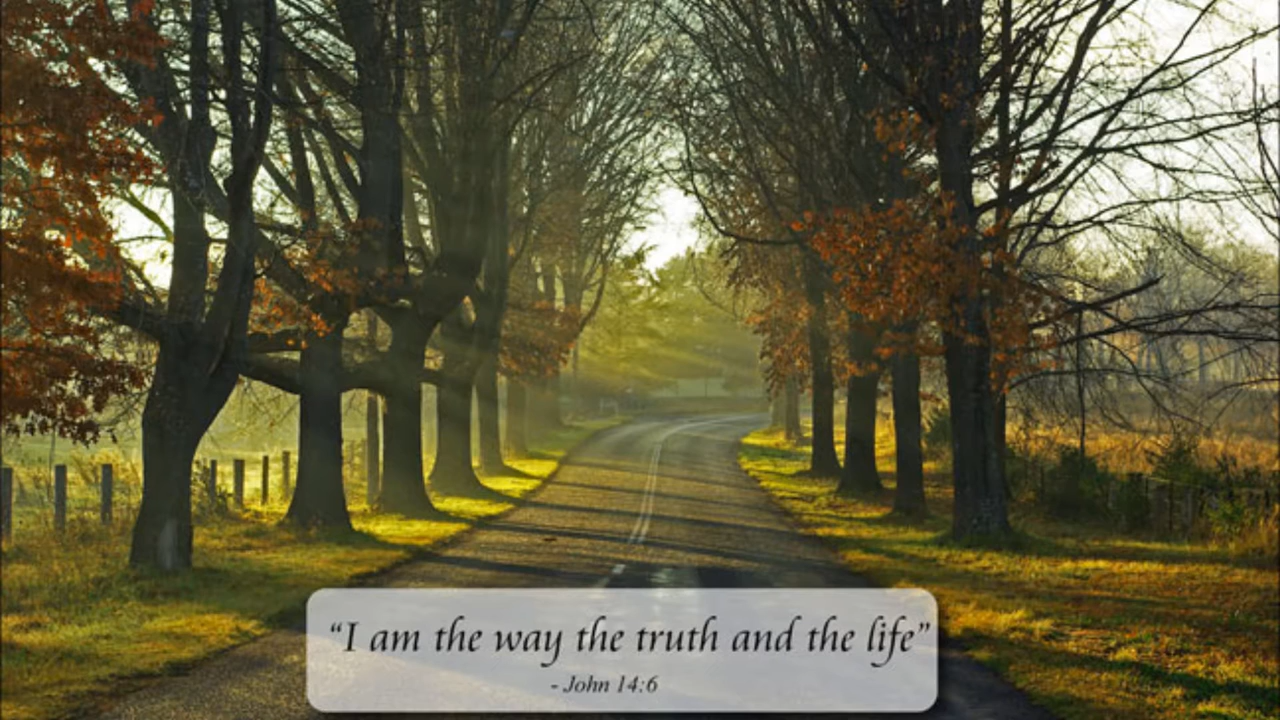 “I am the way the truth and the life”
- John 14:6